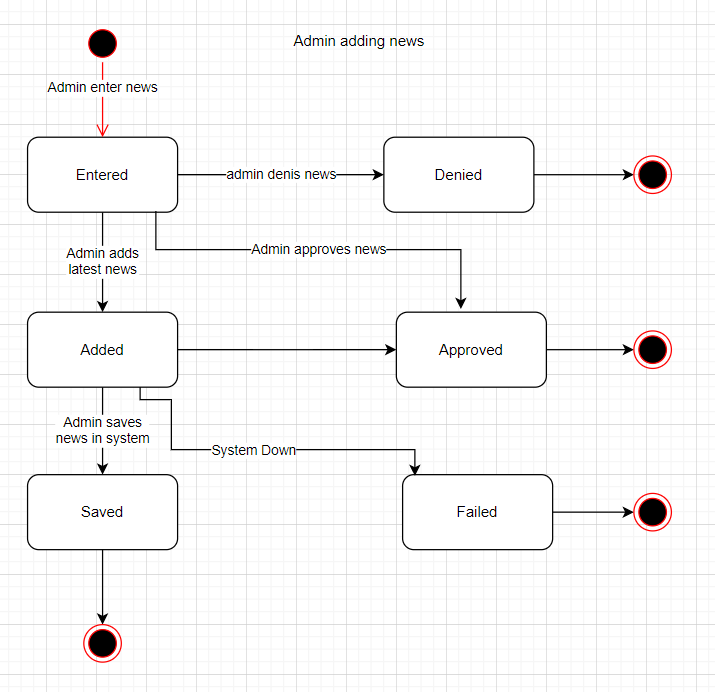 Admin adding news
Admin enter news
Entered
admin denis news
Denied
Admin adds
latest news
Admin approves news
Added
Approved
Admin saves
news in system
System Down
Saved
Failed